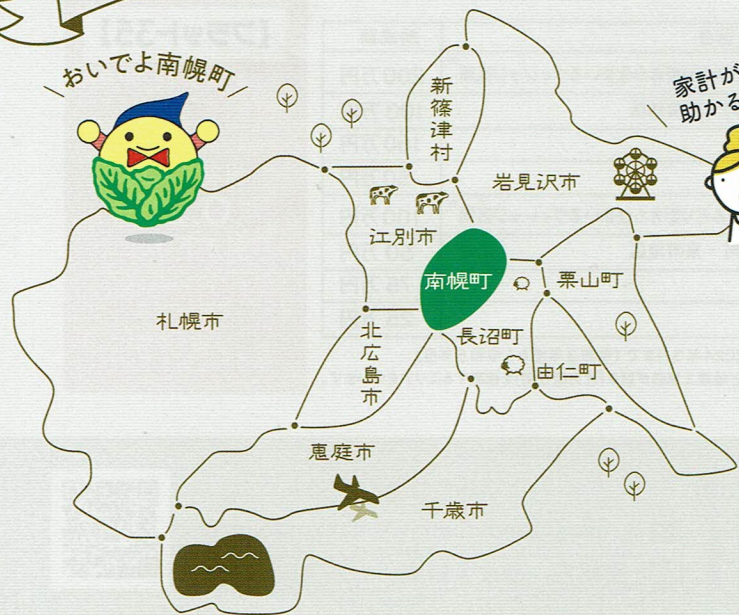 おいでよ南幌町
家計が
助かる
新篠津村
岩見沢市
江別市
南幌町
栗山町
札幌市
北広島市
長沼町
由仁町
恵庭市
千歳市